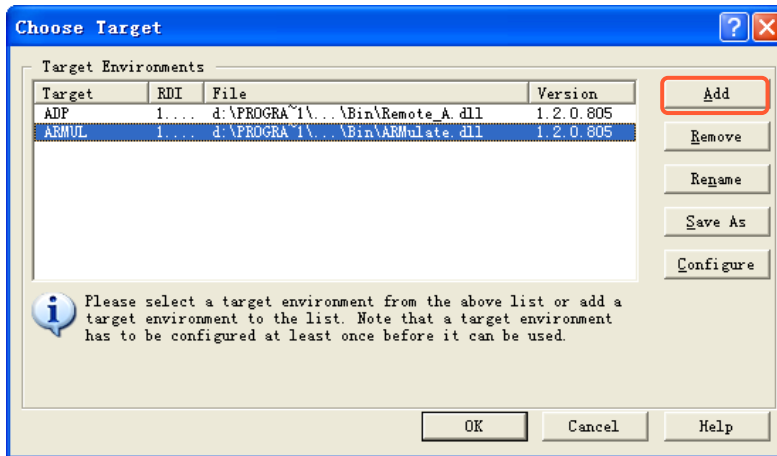 Choose Target
Target Environments
Target RDI File Version
ADP 1.... d:\PROGRA~1\...\Bin\Remote_A.dll 1.2.0.805
ARMUL 1.... d:\PROGRA~1\...\Bin\ARMulate.dll 1.2.0.805
Add
Remove
Rename
Save As
Configure
Please select a target environment from the above list or add a
target environment to the list. Note that a target environment
has to be configured at least once before it can be used.
OK Cancel Help